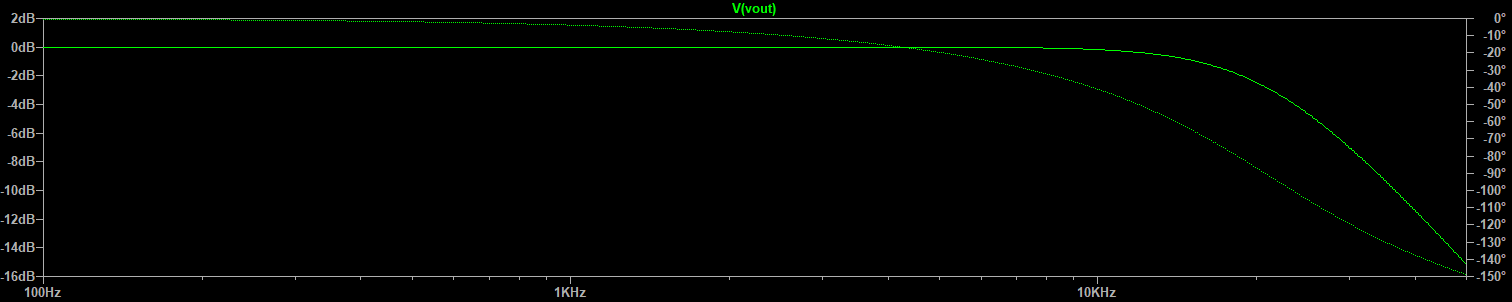 V(vout)
2dB 0°
-10°
0dB -20°
-2dB -30°
-40°
-4dB -50°
-60°
-6dB -70°
-8dB -80°
-90°
-10dB -100°
-110°
-12dB -120°
-130°
-14dB -140°
-16dB -150°
100Hz 1KHz 10KHz